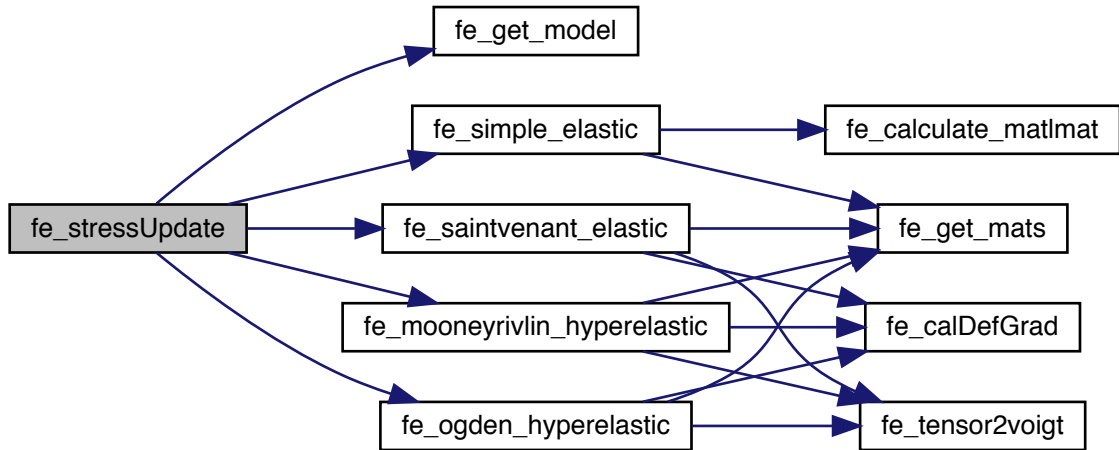 fe_get_model
fe_simple_elastic
fe_calculate_matlmat
fe_stressUpdate
fe_saintvenant_elastic
fe_get_mats
fe_mooneyrivlin_hyperelastic
fe_calDefGrad
fe_ogden_hyperelastic
fe_tensor2voigt